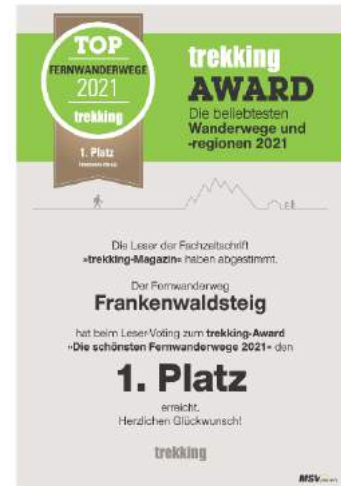 TOP
FERNWANDERWEGE
2021
trekking
1. Platz
trekking
AWARD
Die beliebtesten
Wanderwege und
-regionen 2021
Die Leser der Fachzeitschrift
»trekking-Magazin« haben abgestimmt.
Der Fernwanderweg
Frankenwaldsteig
hat beim Leser-Voting zum trekking-Award
»Die schönsten Fernwanderwege 2021« den
1. Platz
erreicht.
Herzlichen Glückwunsch!
trekking
MSV